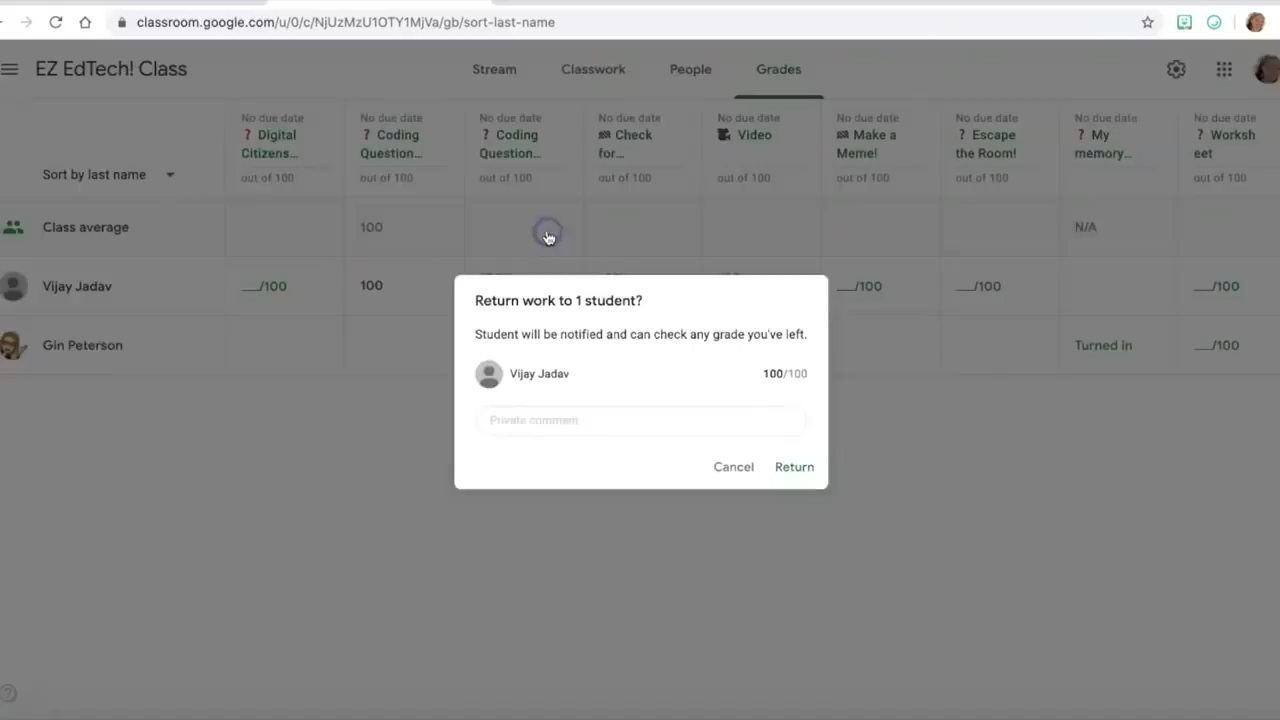 classroom.google.com/u/0/c/NjUzMzU1OTY1MjVa/gb/sort-last-name
EZ EdTech! Class
Stream Classwork People Grades
No due date No due date No due date No due date No due date No due date No due date No due date No due date
❓ Digital ❓ Coding ❓ Coding Check Video Make a ❓ Escape ❓ My ❓ Worksh
Citizens... Question... Question... for... Meme! the Room! memory... eet
Sort by last name
out of 100 out of 100 out of 100 out of 100 out of 100 out of 100 out of 100 out of 100
Class average 100 N/A
Vijay Jadav __/100 100 __/100 __/100 __/100
Return work to 1 student?
Student will be notified and can check any grade you've left.
Gin Peterson Turned in __/100
Vijay Jadav 100/100
Private comment
Cancel Return